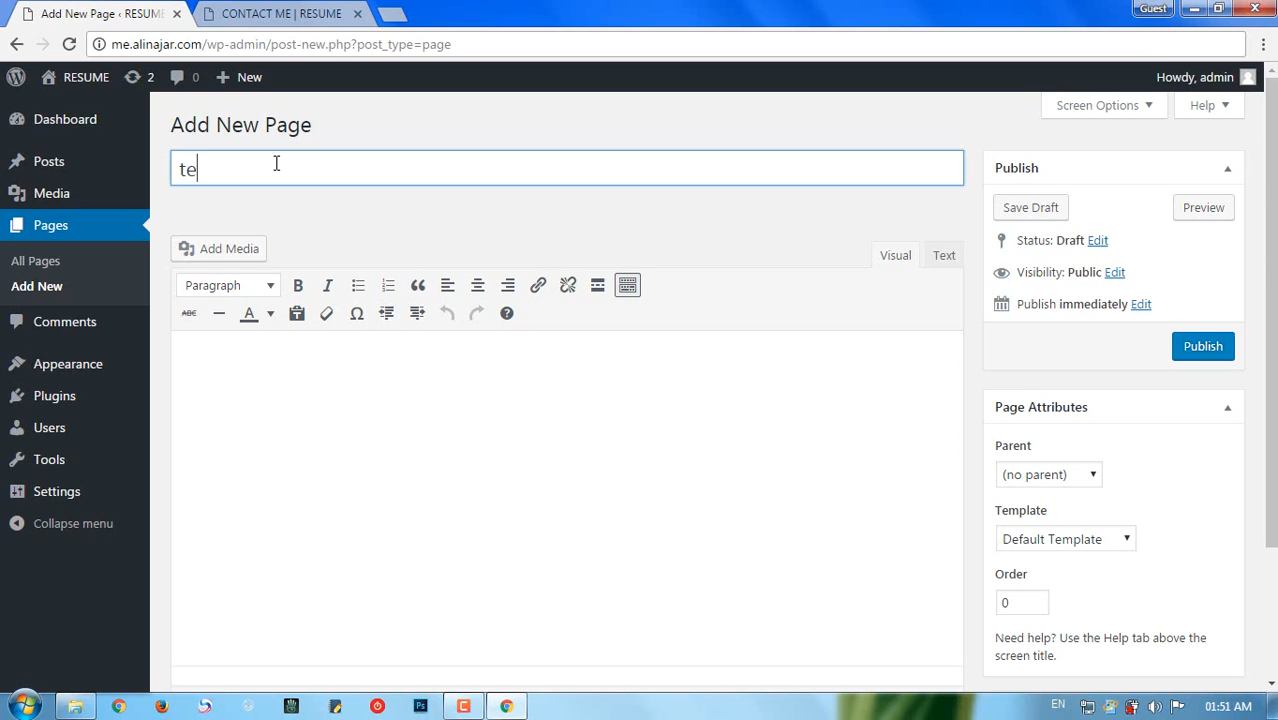 Add New Page ‹ RESUME
CONTACT ME | RESUME
Guest
me.alinajar.com/wp-admin/post-new.php?post_type=page
RESUME
2
0
New
Howdy, admin
Screen Options
Help
Dashboard
Posts
Media
Pages
All Pages
Add New
Comments
Appearance
Plugins
Users
Tools
Settings
Collapse menu
Add New Page
te
Add Media
Visual
Text
Paragraph
B
I
ABC
A
Ω
Publish
Save Draft
Preview
Status: Draft Edit
Visibility: Public Edit
Publish immediately Edit
Publish
Page Attributes
Parent
(no parent)
Template
Default Template
Order
0
Need help? Use the Help tab above the
screen title.
Ps
C
EN
01:51 AM